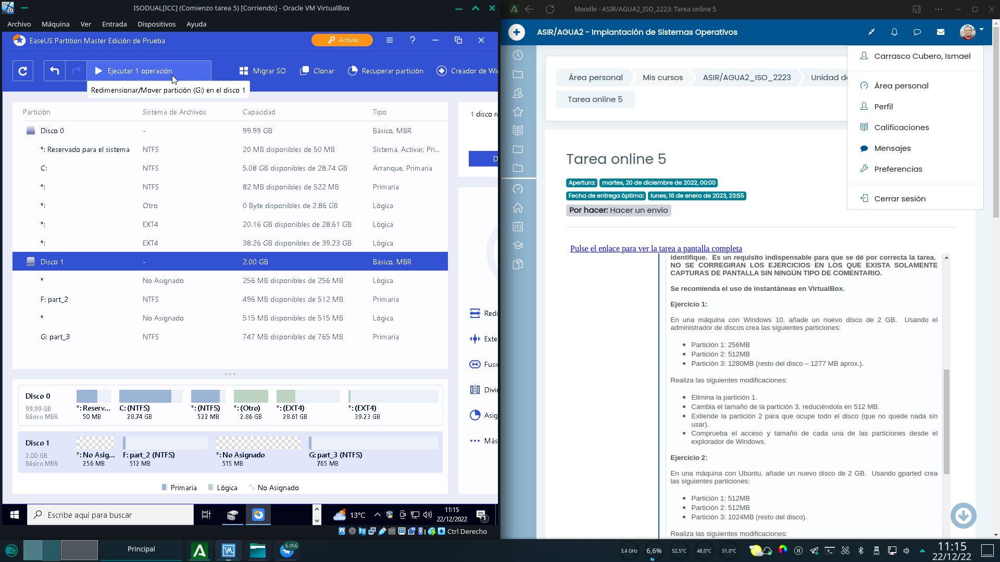 ISODUAL[ICC] (Comienzo tarea 5) [Corriendo] - Oracle VM VirtualBox
Archivo Máquina Ver Entrada Dispositivos Ayuda
EaseUS Partition Master Edición de Prueba
Activar
Ejecutar 1 operación
Migrar SO
Clonar
Recuperar partición
Creador de Wi
Redimensionar/Mover partición (G:) en el disco 1
Partición Sistema de Archivos Capacidad Tipo
Disco 0 - 99.99 GB Básico, MBR
*: Reservado para el sistema NTFS 20 MB disponibles de 50 MB Sistema, Activar, Pri...
C: NTFS 5.08 GB disponibles de 28.74 GB Arranque, Primaria
*: NTFS 82 MB disponibles de 522 MB Primaria
*: Otro 0 Byte disponibles de 2.86 GB Lógica
*: EXT4 20.16 GB disponibles de 28.61 GB Lógica
*: EXT4 38.26 GB disponibles de 39.23 GB Lógica
Disco 1 - 2.00 GB Básico, MBR
* No Asignado 256 MB disponibles de 256 MB Lógica
F: part_2 NTFS 496 MB disponibles de 512 MB Primaria
* No Asignado 515 MB disponibles de 515 MB Lógica
G: part_3 NTFS 747 MB disponibles de 765 MB Primaria
1 disco n
D
Redi
Exte
Fusi
Divi
Asig
Más
Disco 0
99.99 GB
Básico MBR
*: Reserv... C: (NTFS) *: (NTFS) *: (Otro) *: (EXT4) *: (EXT4)
50 MB 28.74 GB 522 MB 2.86 GB 28.61 GB 39.23 GB
Disco 1
2.00 GB
Básico MBR
*: No Asig... F: part_2 (NTFS) *: No Asignado G: part_3 (NTFS)
256 MB 512 MB 515 MB 765 MB
Primaria Lógica No Asignado
Escribe aquí para buscar
13°C
11:15
22/12/2022
1
Ctrl Derecho
Moodle - ASIR/AGUA2_ISO_2223: Tarea online 5
ASIR/AGUA2 - Implantación de Sistemas Operativos
Carrasco Cubero, Ismael
Área personal
Perfil
Calificaciones
Mensajes
Preferencias
Cerrar sesión
Área personal Mis cursos ASIR/AGUA2_ISO_2223 Unidad de
Tarea online 5
Tarea online 5
Apertura: martes, 20 de diciembre de 2022, 00:00
Fecha de entrega óptima: lunes, 16 de enero de 2023, 23:55
Por hacer: Hacer un envío
Pulse el enlace para ver la tarea a pantalla completa
identifique. Es un requisito indispensable para que se dé por correcta la tarea.
NO SE CORREGIRAN LOS EJERCICIOS EN LOS QUE EXISTA SOLAMENTE
CAPTURAS DE PANTALLA SIN NINGÚN TIPO DE COMENTARIO.
Se recomienda el uso de instantáneas en VirtualBox.
Ejercicio 1:
En una máquina con Windows 10, añade un nuevo disco de 2 GB. Usando el
administrador de discos crea las siguientes particiones:
• Partición 1: 256MB
• Partición 2: 512MB
• Partición 3: 1280MB (resto del disco – 1277 MB aprox.).
Realiza las siguientes modificaciones:
• Elimina la partición 1.
• Cambia el tamaño de la partición 3, reduciéndola en 512 MB.
• Extiende la partición 2 para que ocupe todo el disco (que no quede nada sin
usar).
• Comprueba el acceso y tamaño de cada una de las particiones desde el
explorador de Windows.
Ejercicio 2:
En una máquina con Ubuntu, añade un nuevo disco de 2 GB. Usando gparted crea
las siguientes particiones:
• Partición 1: 512MB
• Partición 2: 512MB
• Partición 3: 1024MB (resto del disco).
Realiza las siguientes modificaciones:
Principal
6.056
3,4 GHz
6,6%
52,5°C
48,0°C
51,0°C
11:15
22/12/22